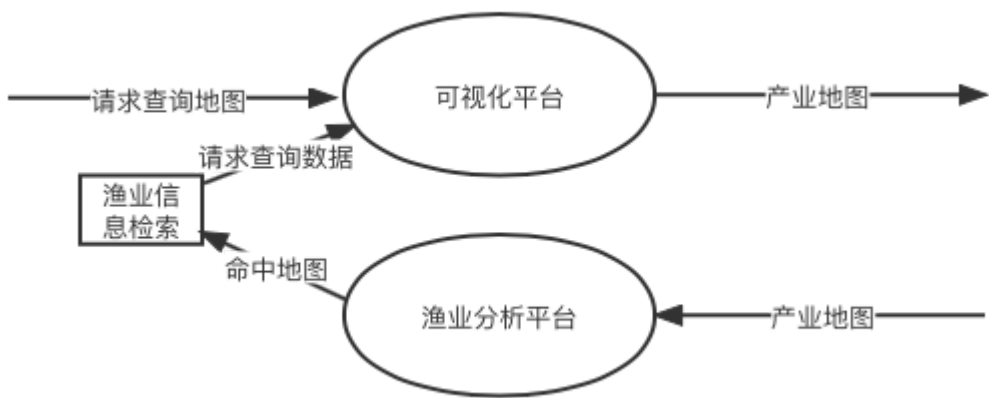 请求查询地图
可视化平台
产业地图
请求查询数据
渔业信
息检索
命中地图
渔业分析平台
产业地图